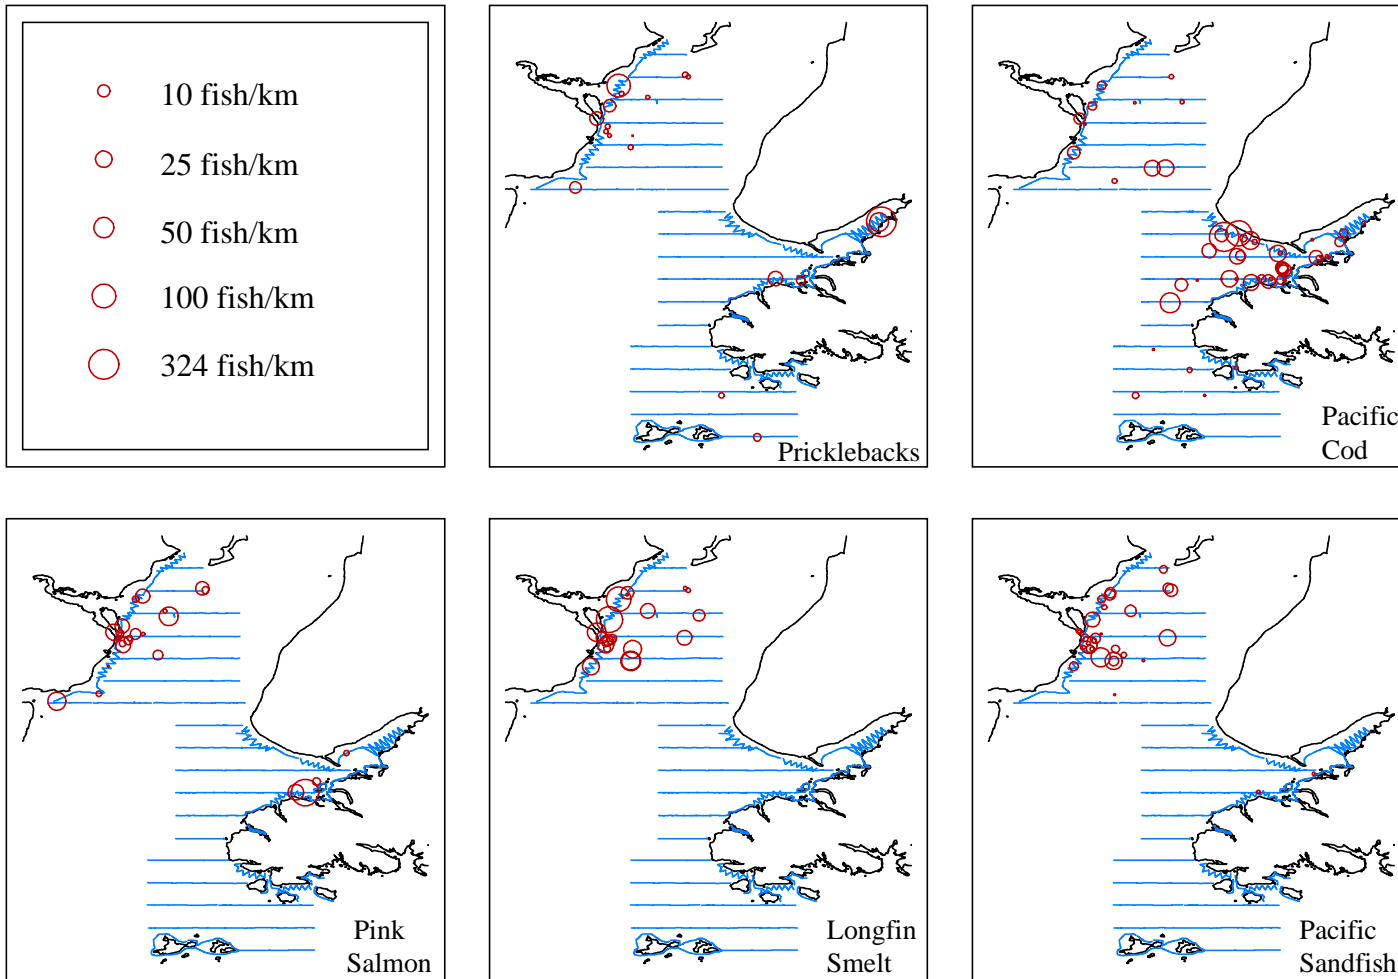 10 fish/km
25 fish/km
50 fish/km
100 fish/km
324 fish/km
Pricklebacks
Pacific
Cod
Pink
Salmon
Longfin
Smelt
Pacific
Sandfish